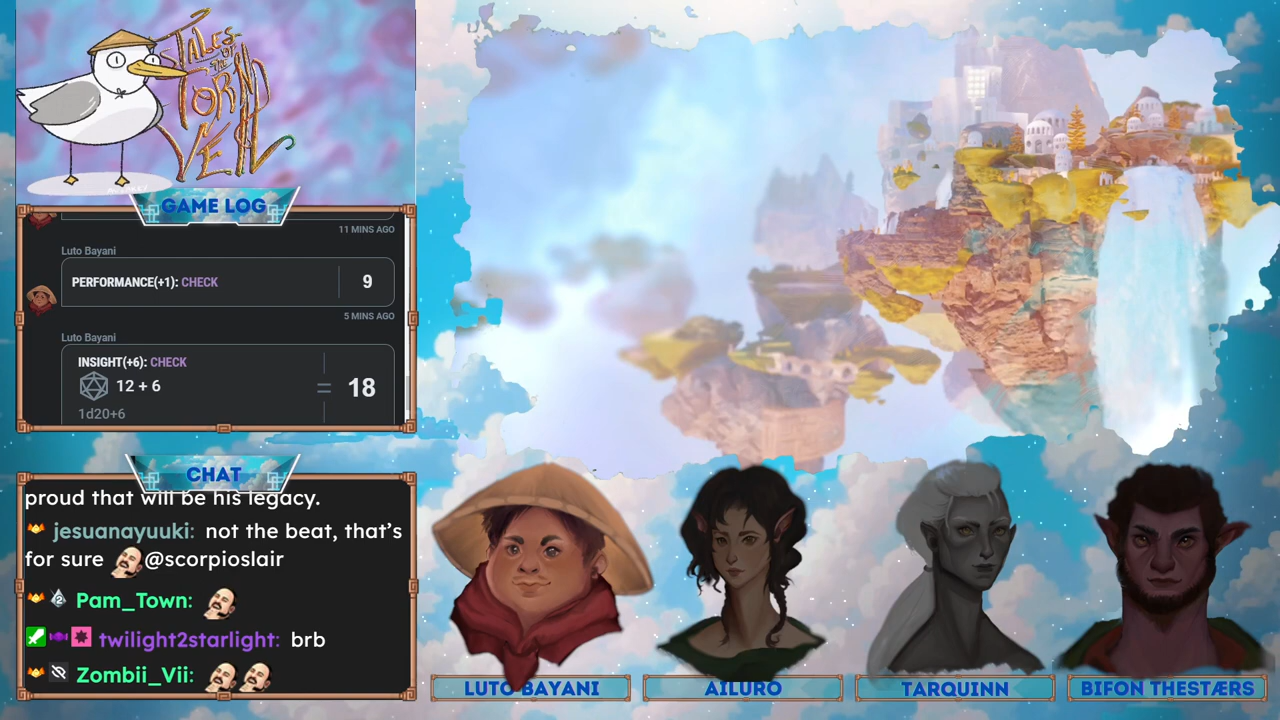 TALES
OF
THE
TORN
VEIL
GAME LOG
11 MINS AGO
Luto Bayani
PERFORMANCE(+1): CHECK
9
5 MINS AGO
Luto Bayani
INSIGHT(+6): CHECK
12 + 6
= 18
1d20+6
CHAT
proud that will be his legacy.
jesuanayuuki: not the beat, that's
for sure @scorpioslair
Pam_Town:
twilight2starlight: brb
Zombii_Vii:
LUTO BAYANI
AILURO
TARQUINN
BIFON THESTÆRS